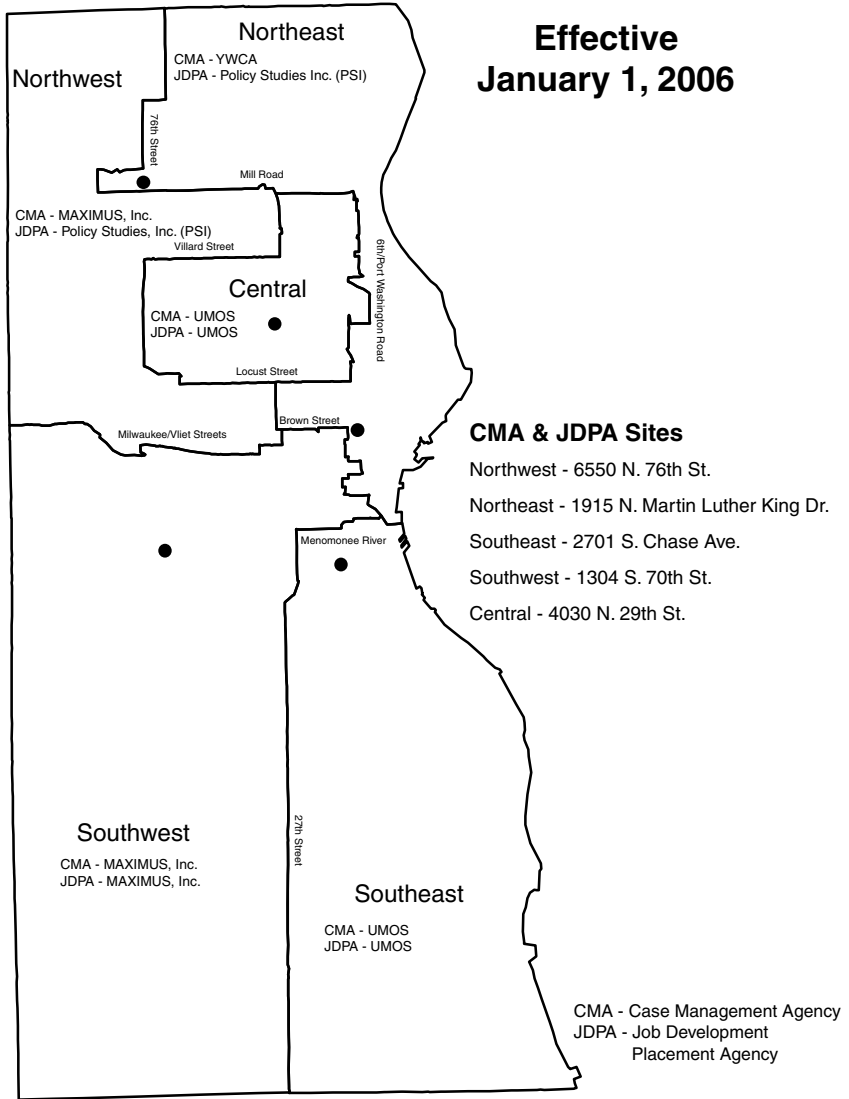 Effective
January 1, 2006
Northeast
CMA - YWCA
JDPA - Policy Studies Inc. (PSI)
Northwest
76th Street
Mill Road
CMA - MAXIMUS, Inc.
JDPA - Policy Studies, Inc. (PSI)
Villard Street
6th/Port Washington Road
Central
CMA - UMOS
JDPA - UMOS
Locust Street
Brown Street
Milwaukee/Vliet Streets
CMA & JDPA Sites
Northwest - 6550 N. 76th St.
Northeast - 1915 N. Martin Luther King Dr.
Southeast - 2701 S. Chase Ave.
Southwest - 1304 S. 70th St.
Central - 4030 N. 29th St.
Menomonee River
27th Street
Southwest
CMA - MAXIMUS, Inc.
JDPA - MAXIMUS, Inc.
Southeast
CMA - UMOS
JDPA - UMOS
CMA - Case Management Agency
JDPA - Job Development
Placement Agency